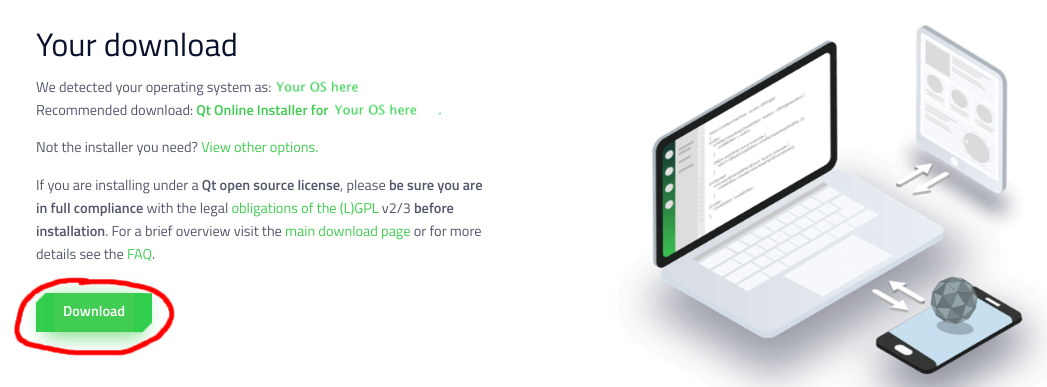 Your download
We detected your operating system as: Your OS here
Recommended download: Qt Online Installer for Your OS here .
Not the installer you need? View other options.
If you are installing under a Qt open source license, please be sure you are
in full compliance with the legal obligations of the (L)GPL v2/3 before
installation. For a brief overview visit the main download page or for more
details see the FAQ.
Download